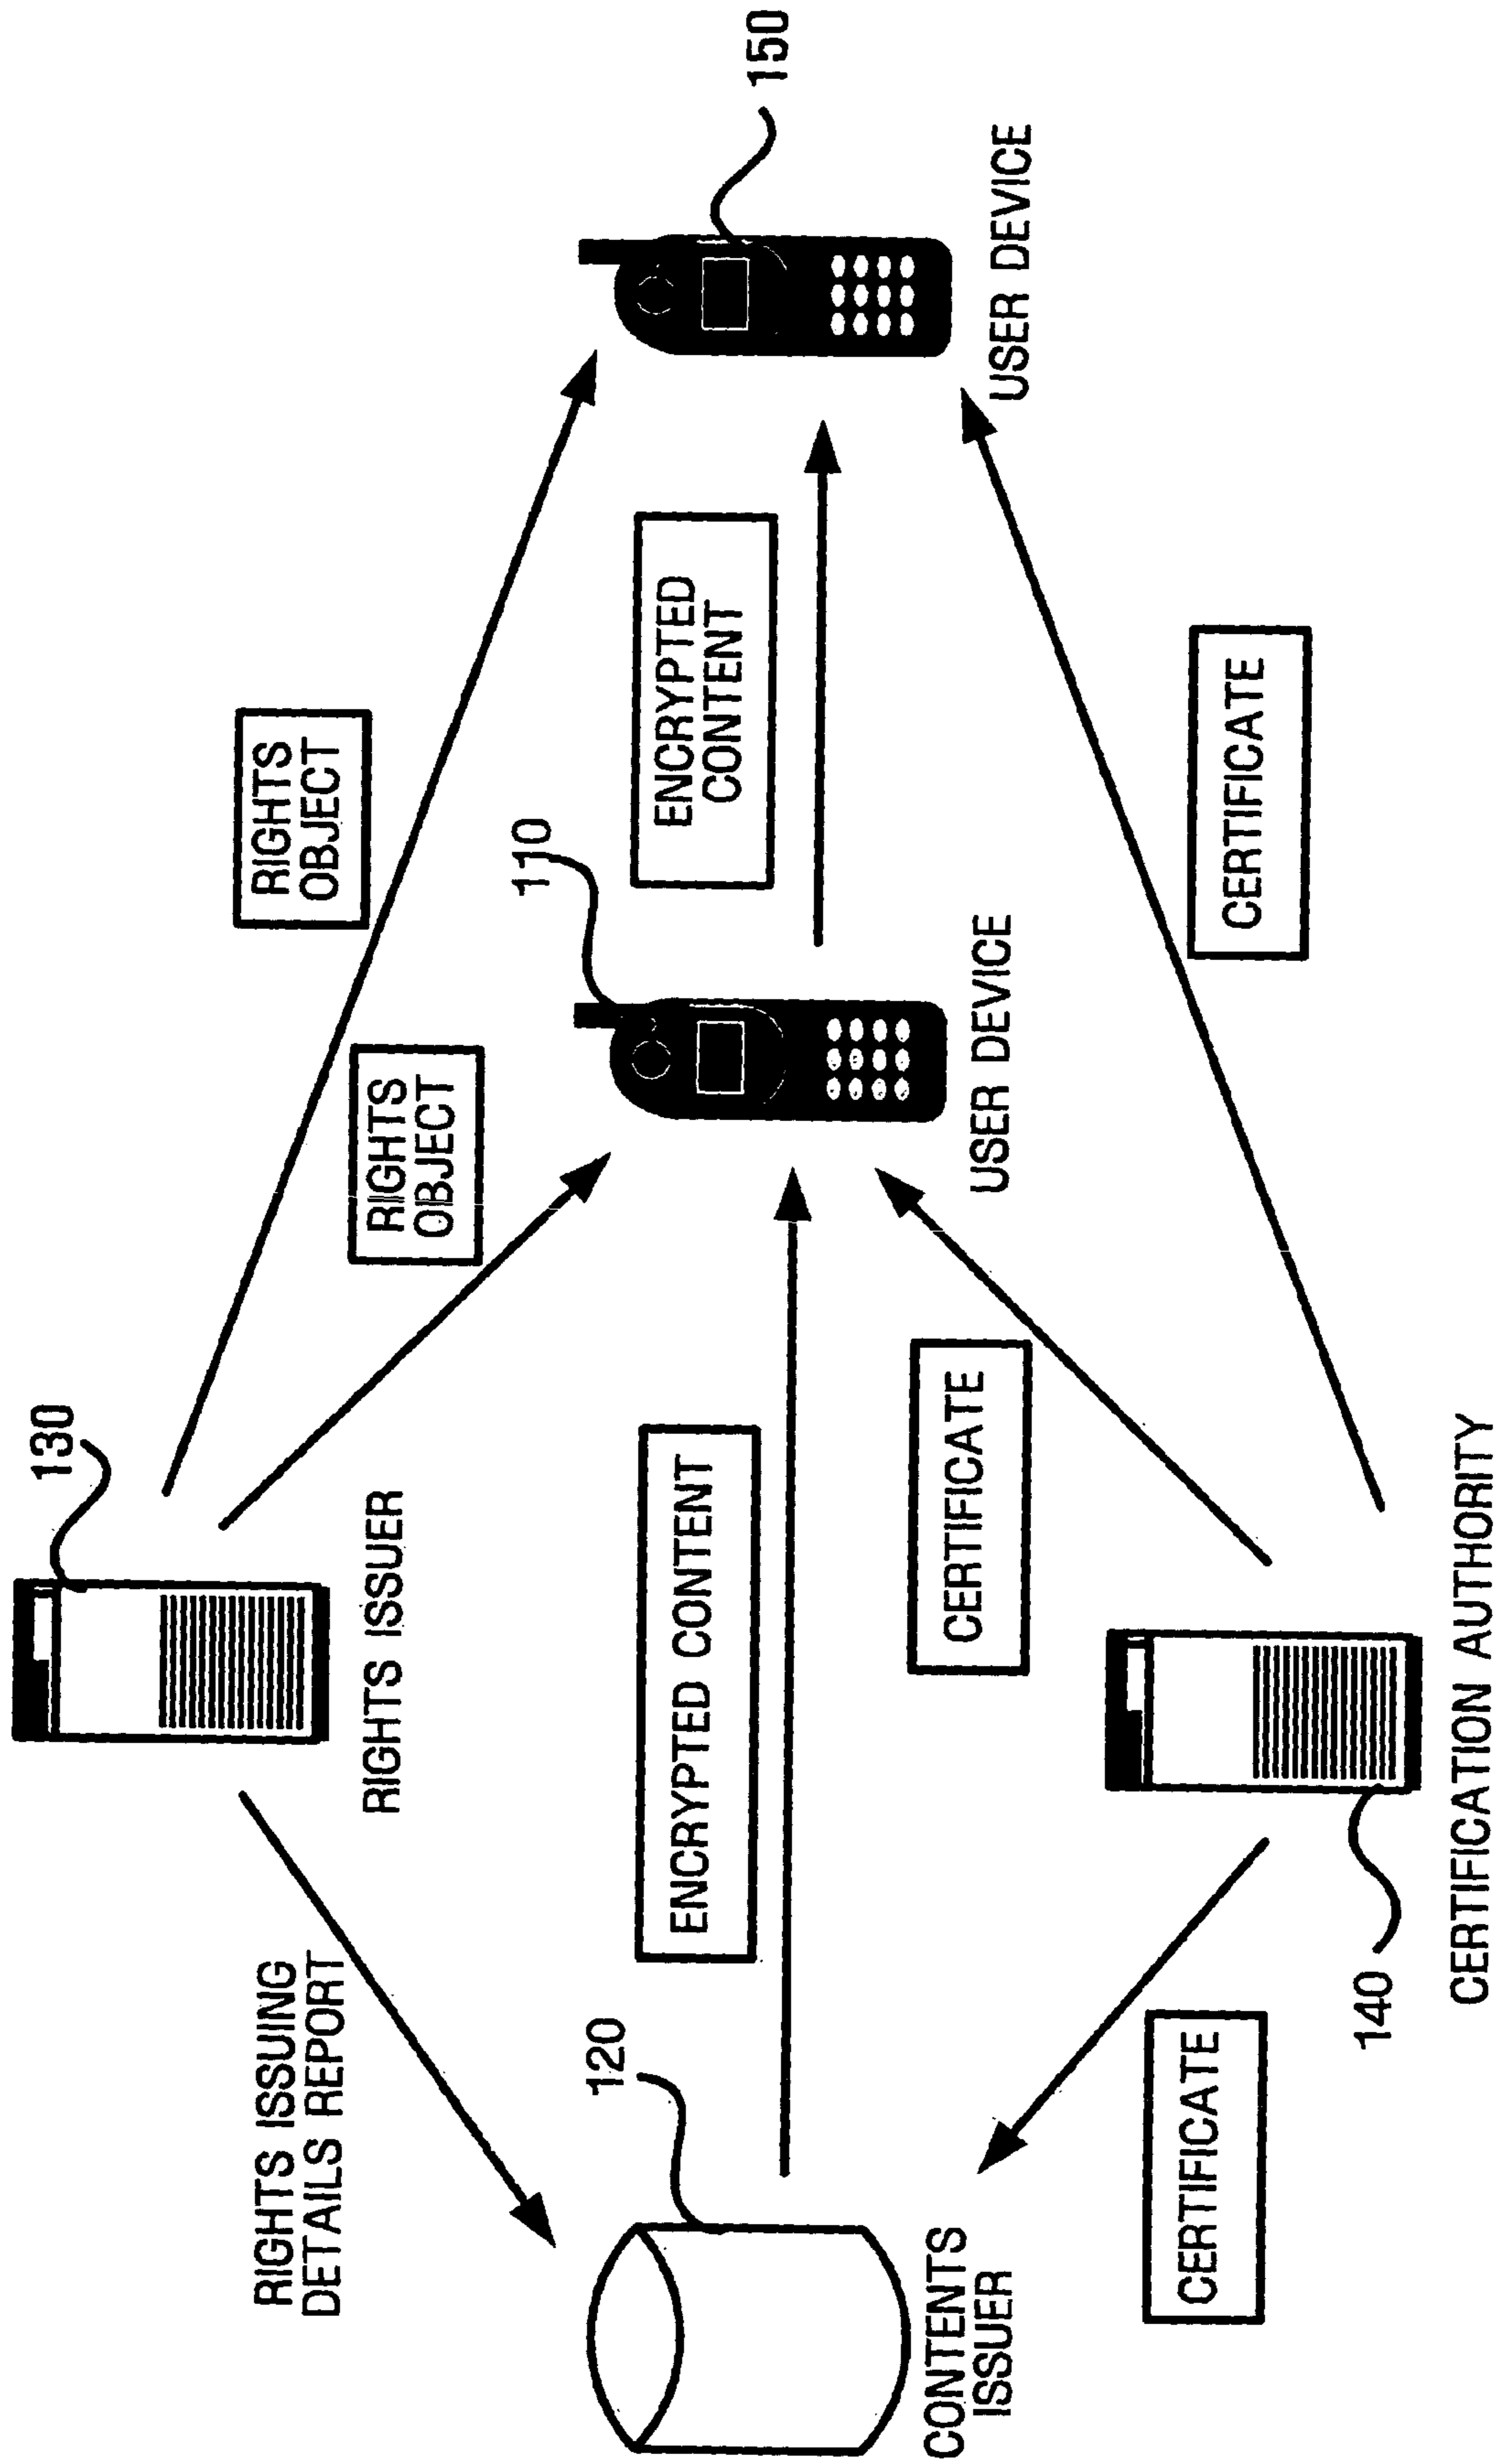 130
RIGHTS ISSUER
RIGHTS ISSUING
DETAILS REPORT
RIGHTS
OBJECT
RIGHTS
OBJECT
120
CONTENTS
ISSUER
ENCRYPTED CONTENT
110
USER DEVICE
ENCRYPTED
CONTENT
150
USER DEVICE
CERTIFICATE
CERTIFICATE
CERTIFICATE
140
CERTIFICATION AUTHORITY